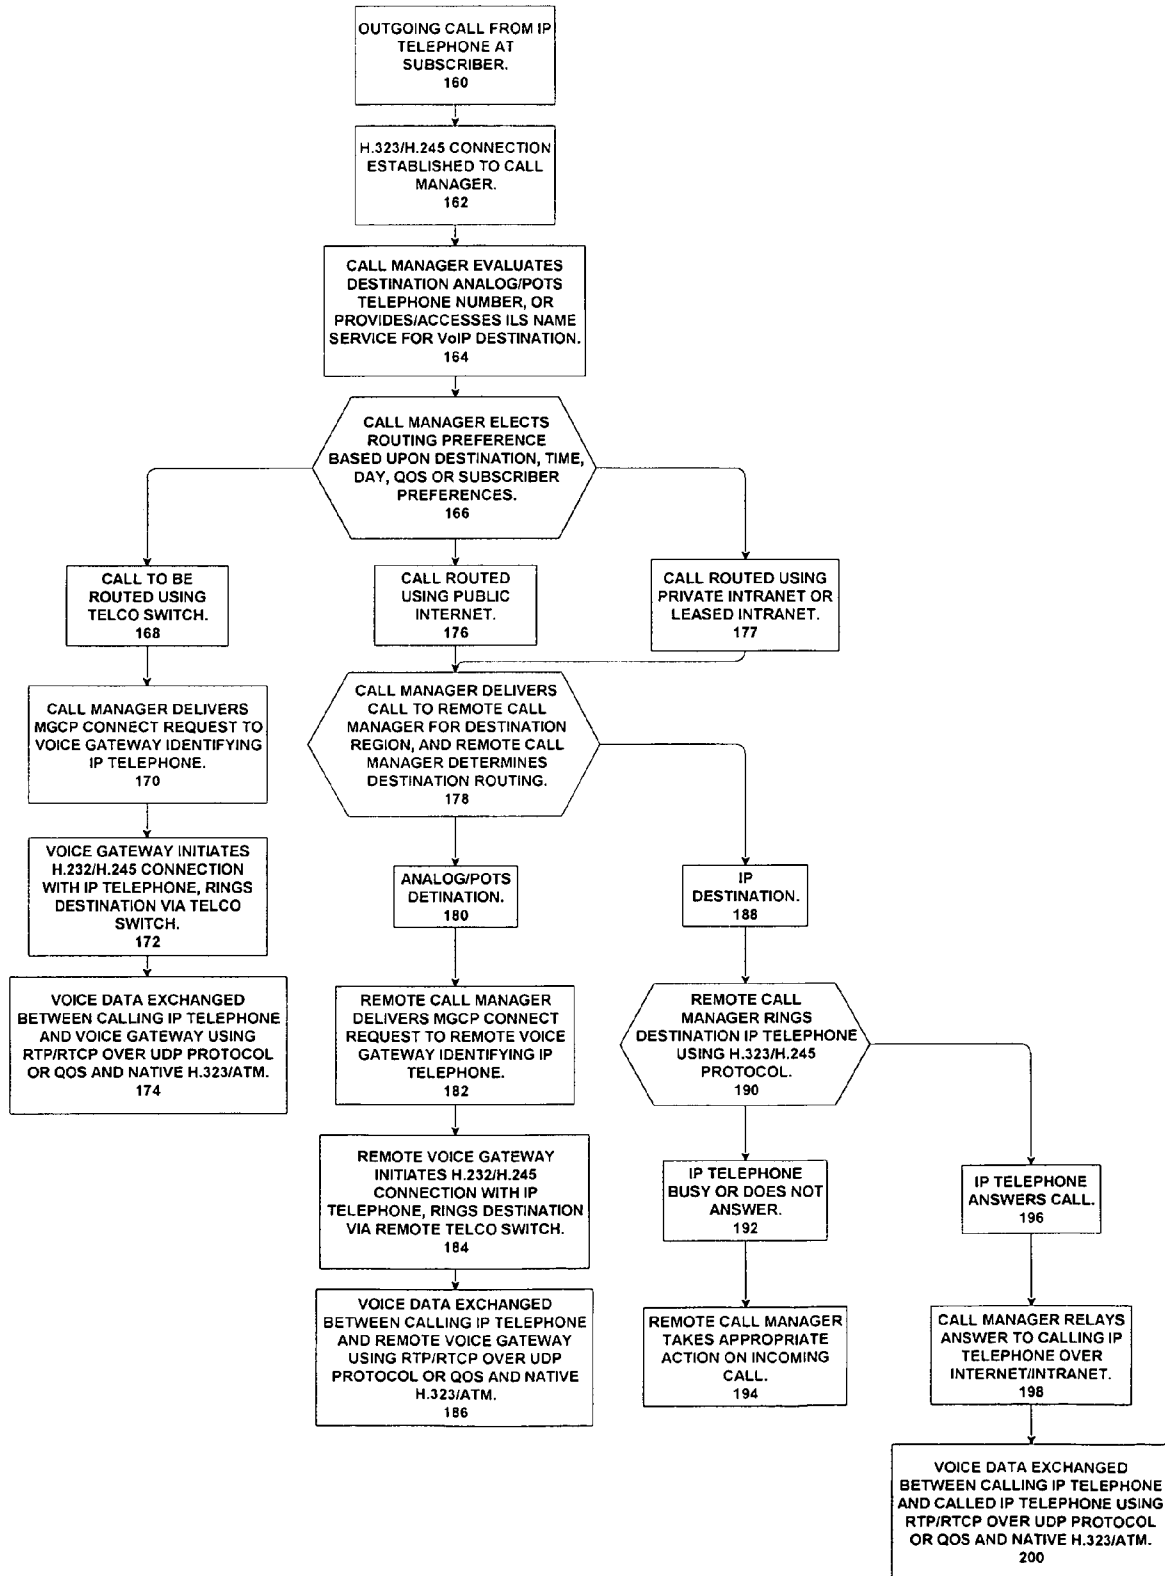 OUTGOING CALL FROM IP
TELEPHONE AT
SUBSCRIBER.
160
H.323/H.245 CONNECTION
ESTABLISHED TO CALL
MANAGER.
162
CALL MANAGER EVALUATES
DESTINATION ANALOG/POTS
TELEPHONE NUMBER, OR
PROVIDES/ACCESSES ILS NAME
SERVICE FOR VoIP DESTINATION.
164
CALL MANAGER ELECTS
ROUTING PREFERENCE
BASED UPON DESTINATION, TIME,
DAY, QOS OR SUBSCRIBER
PREFERENCES.
166
CALL TO BE
ROUTED USING
TELCO SWITCH.
168
CALL ROUTED
USING PUBLIC
INTERNET.
176
CALL ROUTED USING
PRIVATE INTRANET OR
LEASED INTRANET.
177
CALL MANAGER DELIVERS
MGCP CONNECT REQUEST TO
VOICE GATEWAY IDENTIFYING
IP TELEPHONE.
170
CALL MANAGER DELIVERS
CALL TO REMOTE CALL
MANAGER FOR DESTINATION
REGION, AND REMOTE CALL
MANAGER DETERMINES
DESTINATION ROUTING.
178
VOICE GATEWAY INITIATES
H.232/H.245 CONNECTION
WITH IP TELEPHONE, RINGS
DESTINATION VIA TELCO
SWITCH.
172
ANALOG/POTS
DETINATION.
180
IP
DESTINATION.
188
VOICE DATA EXCHANGED
BETWEEN CALLING IP TELEPHONE
AND VOICE GATEWAY USING
RTP/RTCP OVER UDP PROTOCOL
OR QOS AND NATIVE H.323/ATM.
174
REMOTE CALL MANAGER
DELIVERS MGCP CONNECT
REQUEST TO REMOTE VOICE
GATEWAY IDENTIFYING IP
TELEPHONE.
182
REMOTE CALL
MANAGER RINGS
DESTINATION IP TELEPHONE
USING H.323/H.245
PROTOCOL.
190
REMOTE VOICE GATEWAY
INITIATES H.232/H.245
CONNECTION WITH IP
TELEPHONE, RINGS DESTINATION
VIA REMOTE TELCO SWITCH.
184
IP TELEPHONE
BUSY OR DOES NOT
ANSWER.
192
IP TELEPHONE
ANSWERS CALL.
196
VOICE DATA EXCHANGED
BETWEEN CALLING IP TELEPHONE
AND REMOTE VOICE GATEWAY
USING RTP/RTCP OVER UDP
PROTOCOL OR QOS AND NATIVE
H.323/ATM.
186
REMOTE CALL MANAGER
TAKES APPROPRIATE
ACTION ON INCOMING
CALL.
194
CALL MANAGER RELAYS
ANSWER TO CALLING IP
TELEPHONE OVER
INTERNET/INTRANET.
198
VOICE DATA EXCHANGED
BETWEEN CALLING IP TELEPHONE
AND CALLED IP TELEPHONE USING
RTP/RTCP OVER UDP PROTOCOL
OR QOS AND NATIVE H.323/ATM.
200